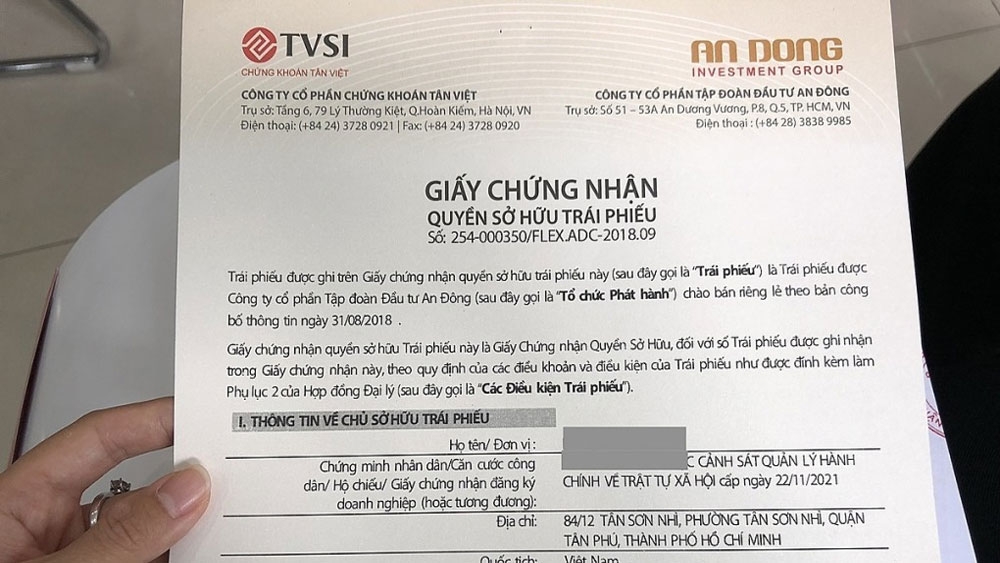 TVSI
CHỨNG KHOÁN TÂN VIỆT
AN DONG
INVESTMENT GROUP
CÔNG TY CỔ PHẦN CHỨNG KHOÁN TÂN VIỆT
Trụ sở: Tầng 6, 79 Lý Thường Kiệt, Q.Hoàn Kiếm, Hà Nội, VN
Điện thoại: (+84 24) 3728 0921 | Fax: (+84 24) 3728 0920
CÔNG TY CỔ PHẦN TẬP ĐOÀN ĐẦU TƯ AN ĐÔNG
Trụ sở: Số 51 – 53A An Dương Vương, P.8, Q.5, TP. HCM, VN
Điện thoại : (+84 28) 3838 9985
GIẤY CHỨNG NHẬN
QUYỀN SỞ HỮU TRÁI PHIẾU
Số: 254-000350/FLEX.ADC-2018.09
Trái phiếu được ghi trên Giấy chứng nhận quyền sở hữu trái phiếu này (sau đây gọi là “Trái phiếu”) là Trái phiếu được
Công ty cổ phần Tập đoàn Đầu tư An Đông (sau đây gọi là “Tổ chức Phát hành”) chào bán riêng lẻ theo bản công
bố thông tin ngày 31/08/2018 .
Giấy chứng nhận quyền sở hữu Trái phiếu này là Giấy Chứng nhận Quyền Sở Hữu, đối với số Trái phiếu được ghi nhận
trong Giấy chứng nhận này, theo quy định của các điều khoản và điều kiện của Trái phiếu như được đính kèm làm
Phụ lục 2 của Hợp đồng Đại lý (sau đây gọi là “Các Điều kiện Trái phiếu”).
I. THÔNG TIN VỀ CHỦ SỞ HỮU TRÁI PHIẾU
Họ tên/ Đơn vị :
Chứng minh nhân dân/Căn cước công
dân/ Hộ chiếu/ Giấy chứng nhận đăng ký
doanh nghiệp (hoặc tương đương):
C CẢNH SÁT QUẢN LÝ HÀNH
CHÍNH VỀ TRẬT TỰ XÃ HỘI cấp ngày 22/11/2021
Địa chỉ:
84/12 TÂN SƠN NHÌ, PHƯỜNG TÂN SƠN NHÌ, QUẬN
TÂN PHÚ, THÀNH PHỐ HỒ CHÍ MINH
Quốc tịch:
Việt Nam